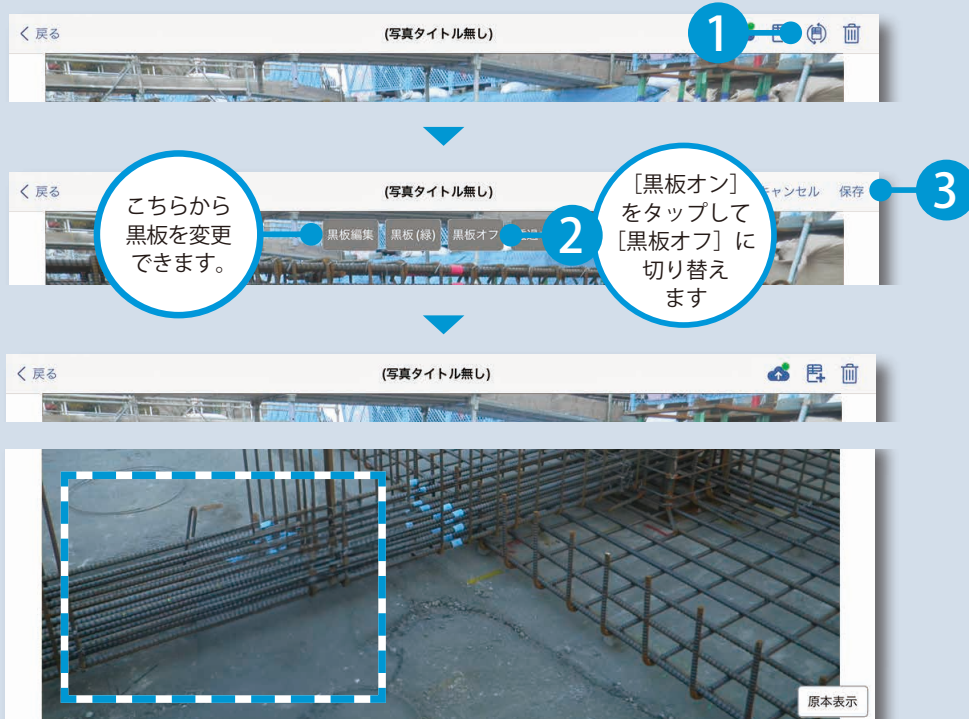 戻る
(写真タイトル無し)
1
戻る
(写真タイトル無し)
キャンセル
保存
3
こちらから
黒板を変更
できます。
黒板編集
黒板(緑)
黒板オフ
2
[黒板オン]
をタップして
[黒板オフ]に
切り替え
ます
戻る
(写真タイトル無し)
原本表示